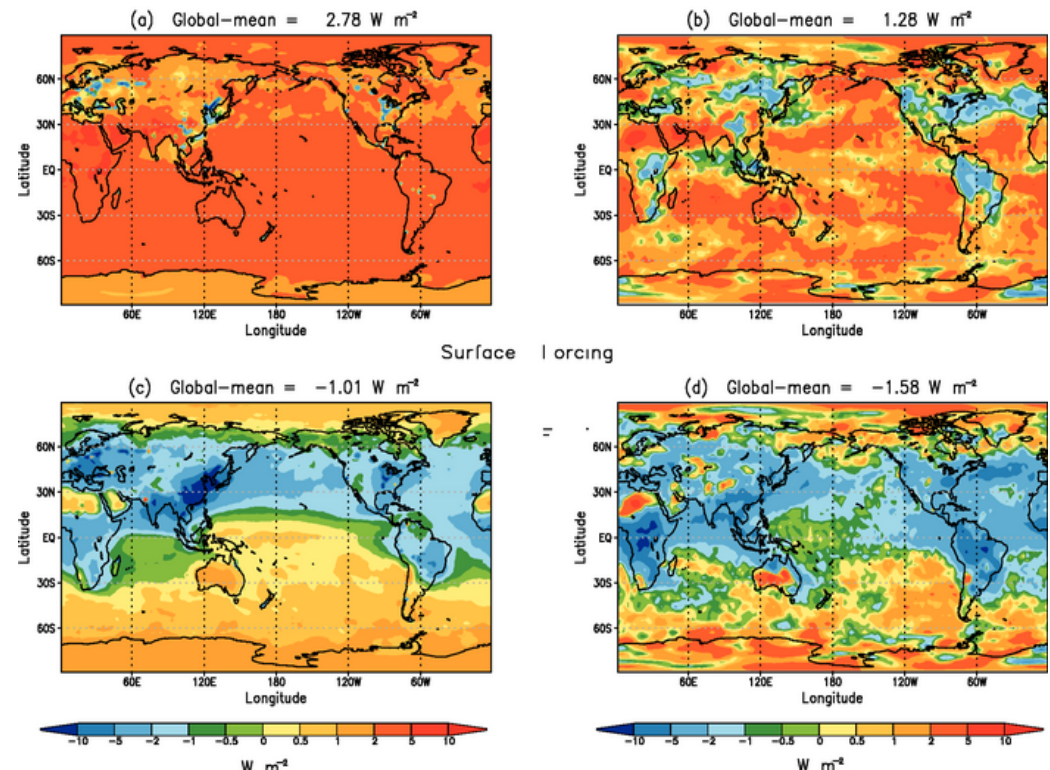 (a) Global-mean = 2.78 W m⁻²
60N
30N
EQ
30S
60S
Latitude
60E 120E 180 120W 60W
Longitude
(b) Global-mean = 1.28 W m⁻²
60N
30N
EQ
30S
60S
Latitude
60E 120E 180 120W 60W
Longitude
Surface orcing
(c) Global-mean = -1.01 W m⁻²
60N
30N
EQ
30S
60S
Latitude
60E 120E 180 120W 60W
Longitude
(d) Global-mean = -1.58 W m⁻²
60N
30N
EQ
30S
60S
Latitude
60E 120E 180 120W 60W
Longitude
-10 -5 -2 -1 -0.5 0 0.5 1 2 5 10
W m⁻²
-10 -5 -2 -1 -0.5 0 0.5 1 2 5 10
W m⁻²